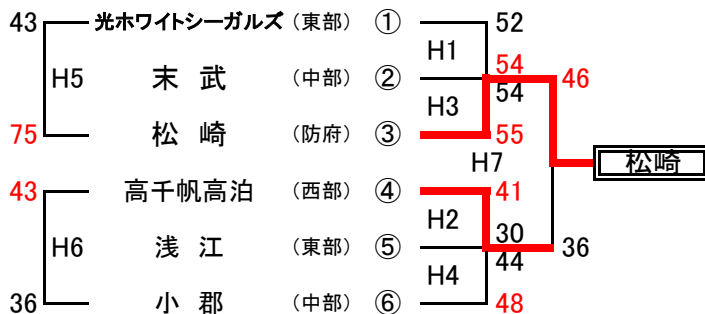 43 光ホワイトシーガルズ (東部) ① 52
H1
54 46
H5 末 武 (中部) ②
54
H3
75 松 崎 (防府) ③ 55
H7 松崎
43 高千帆高泊 (西部) ④ 41
H2
30
H6 浅 江 (東部) ⑤ 36
44
H4
36 小 郡 (中部) ⑥ 48